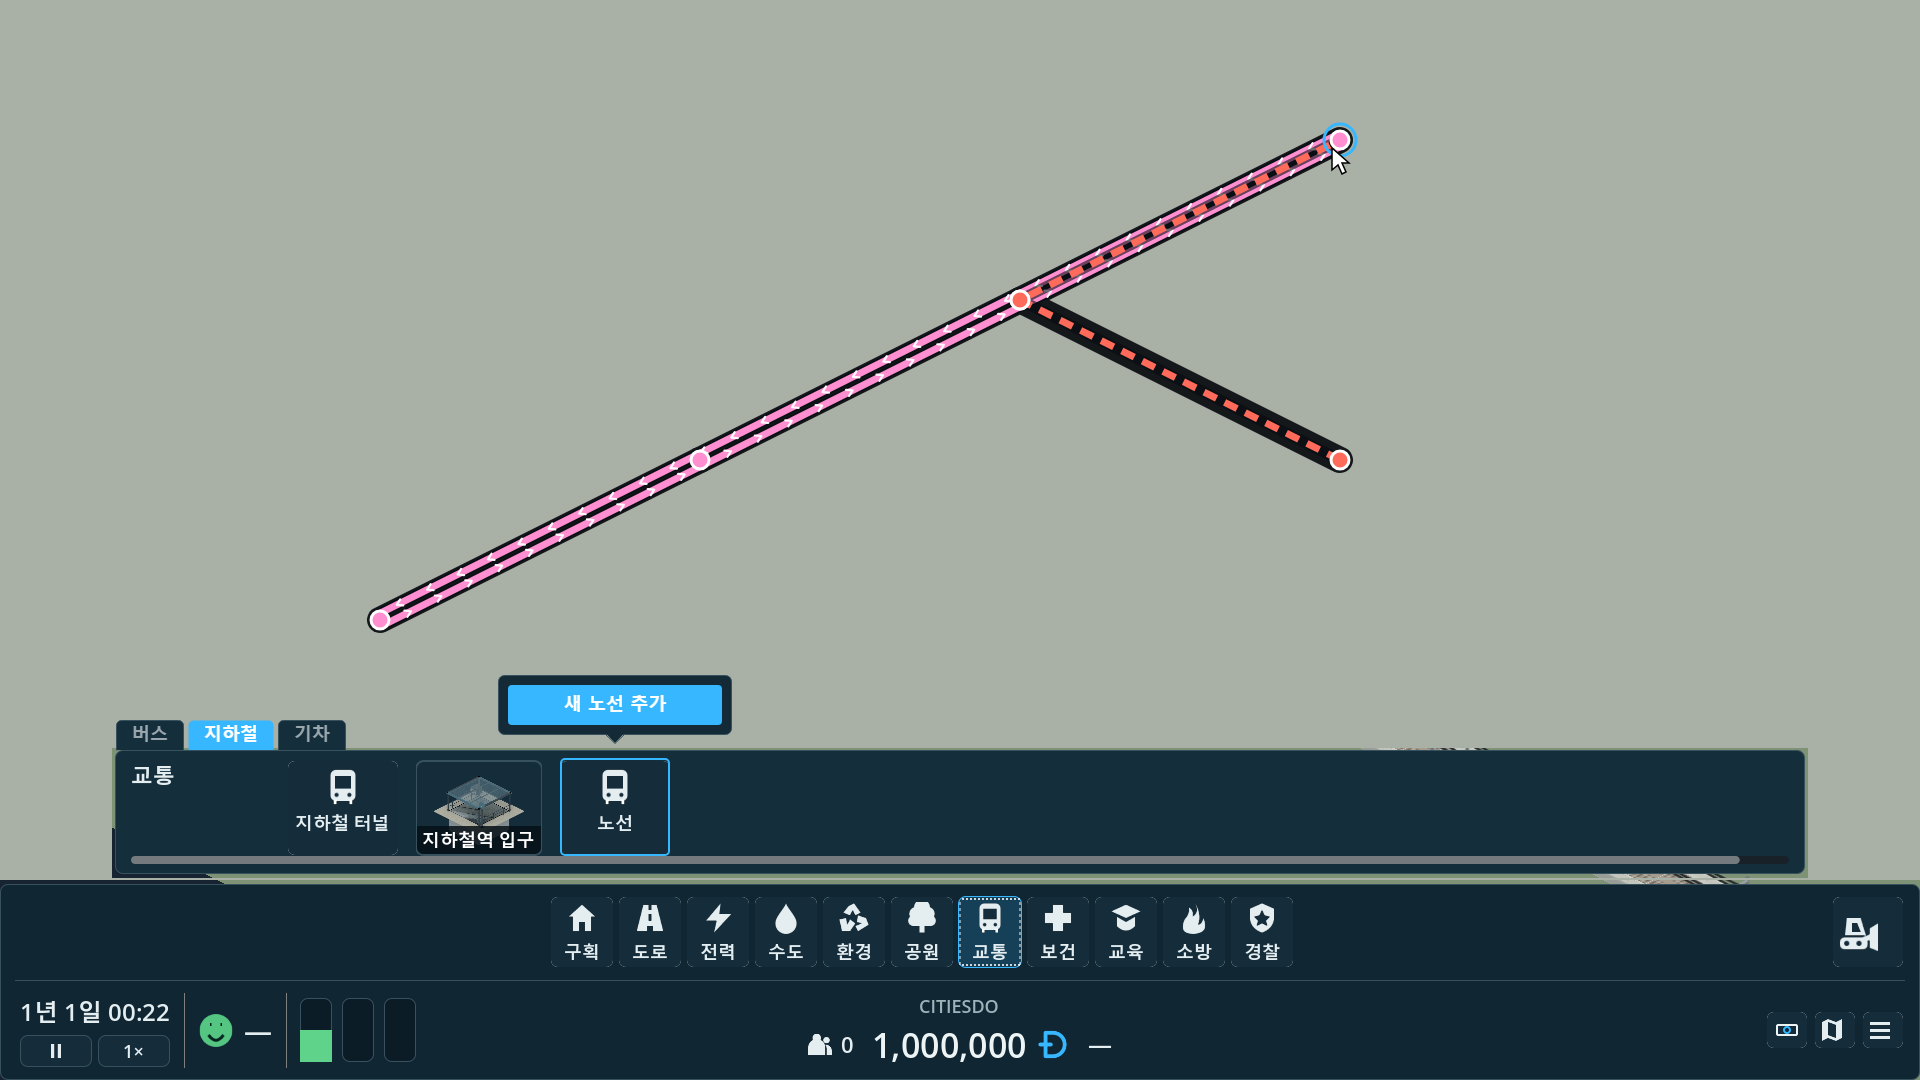 새 노선 추가
버스
지하철
기차
교통
지하철 터널
지하철역 입구
노선
구획
도로
전력
수도
환경
공원
교통
보건
교육
소방
경찰
1년 1일 00:22
1×
CITIESDO
0
1,000,000
—
—